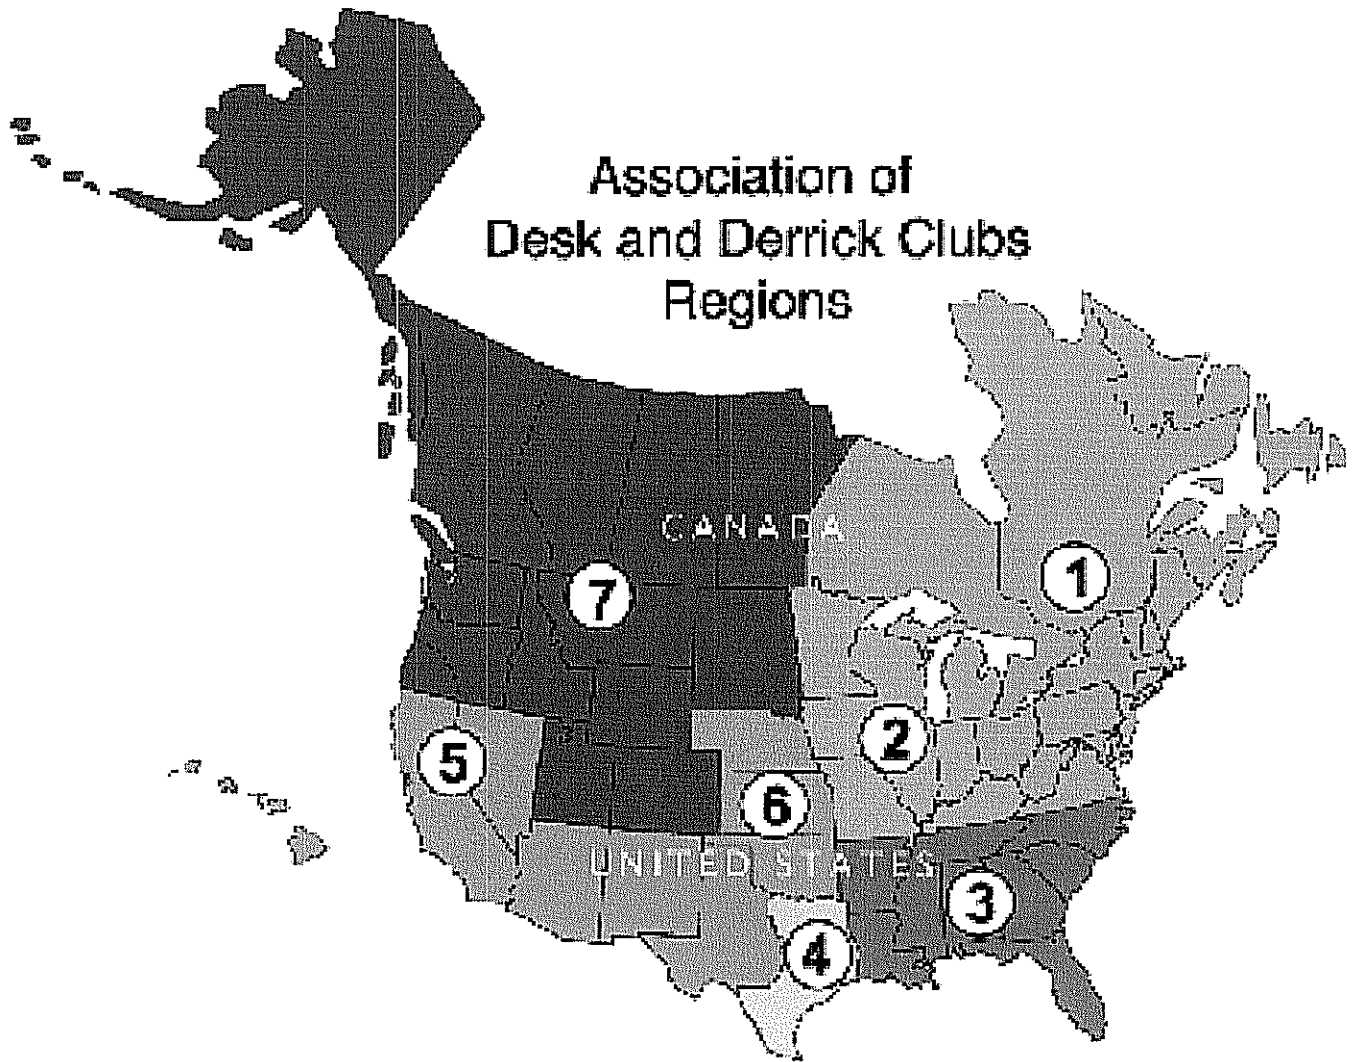 Association of
Desk and Derrick Clubs
Regions
CANADA
1
7
2
5
6
UNITED STATES
3
4